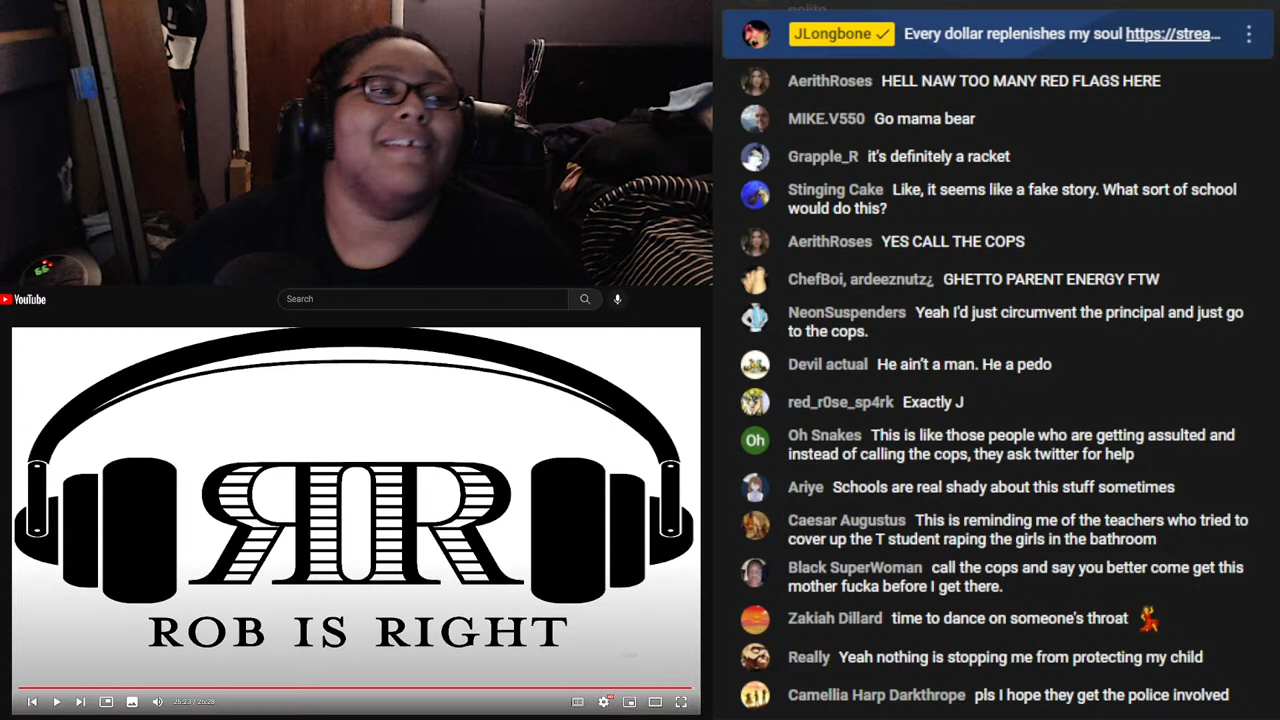 JLongbone Every dollar replenishes my soul https://strea...
AerithRoses HELL NAW TOO MANY RED FLAGS HERE
MIKE.V550 Go mama bear
Grapple_R it's definitely a racket
Stinging Cake Like, it seems like a fake story. What sort of school
would do this?
AerithRoses YES CALL THE COPS
ChefBoi, ardeeznutz¿ GHETTO PARENT ENERGY FTW
NeonSuspenders Yeah I'd just circumvent the principal and just go
to the cops.
Devil actual He ain't a man. He a pedo
red_r0se_sp4rk Exactly J
Oh
Oh Snakes This is like those people who are getting assulted and
instead of calling the cops, they ask twitter for help
Ariye Schools are real shady about this stuff sometimes
Caesar Augustus This is reminding me of the teachers who tried to
cover up the T student raping the girls in the bathroom
Black SuperWoman call the cops and say you better come get this
mother fucka before I get there.
Zakiah Dillard time to dance on someone's throat
Really Yeah nothing is stopping me from protecting my child
Camellia Harp Darkthrope pls I hope they get the police involved
YouTube
Search
RIR
ROB IS RIGHT
25:23 / 25:28